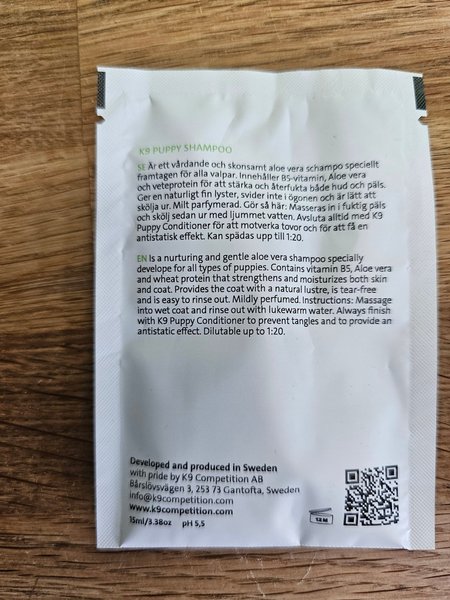 K9 PUPPY SHAMPOO
SE Är ett vårdande och skonsamt aloe vera schampo speciellt
framtagen för alla valpar. Innehåller B5-vitamin, Aloe vera
och veteprotein för att stärka och återfukta både hud och päls.
Ger en naturligt fin lyster, svider inte i ögonen och är lätt att
skölja ur. Milt parfymerad. Gör så här: Masseras in i fuktig päls
och skölj sedan ur med ljummet vatten. Avsluta alltid med K9
Puppy Conditioner för att motverka tovor och för att få en
antistatisk effekt. Kan spädas upp till 1:20.
EN Is a nurturing and gentle aloe vera shampoo specially
develope for all types of puppies. Contains vitamin B5, Aloe vera
and wheat protein that strengthens and moisturizes both skin
and coat. Provides the coat with a natural lustre, is tear-free
and is easy to rinse out. Mildly perfumed. Instructions: Massage
into wet coat and rinse out with lukewarm water. Always finish
with K9 Puppy Conditioner to prevent tangles and to provide an
antistatic effect. Dilutable up to 1:20.
Developed and produced in Sweden
with pride by K9 Competition AB
Bårslövsvägen 3, 253 73 Gantofta, Sweden
info@k9competition.com
www.k9competition.com
15ml/3.38oz pH 5,5
12M